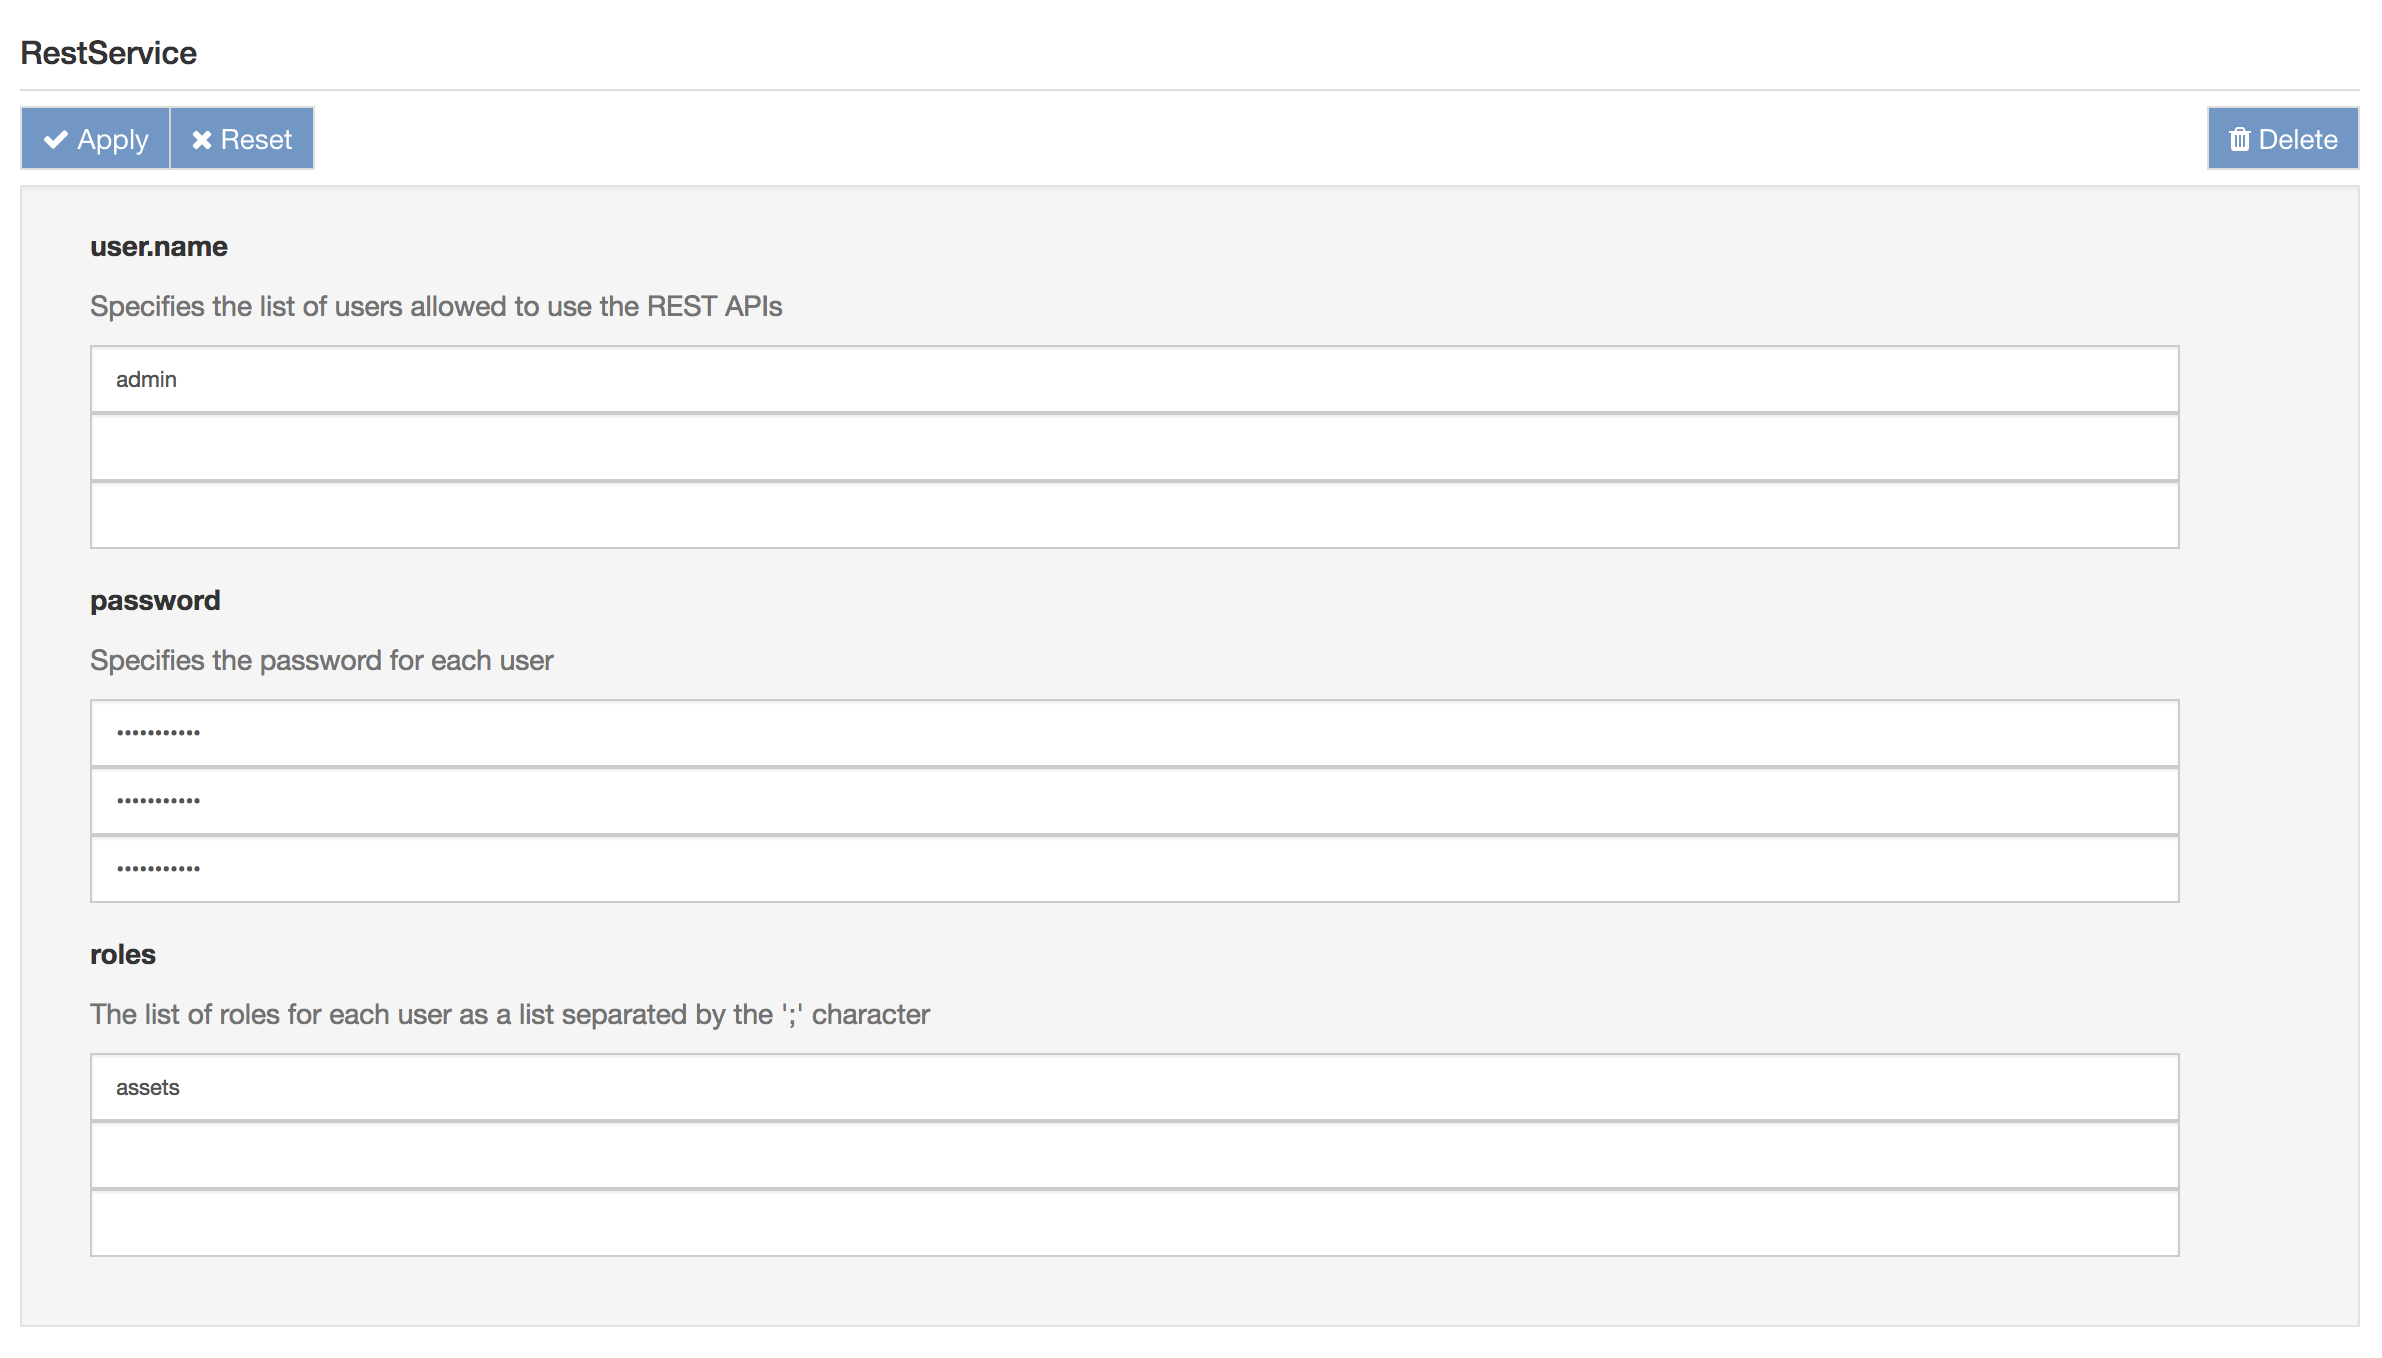 RestService
Apply Reset Delete
user.name
Specifies the list of users allowed to use the REST APIs
admin
password
Specifies the password for each user
•••••••••••
•••••••••••
•••••••••••
roles
The list of roles for each user as a list separated by the ';' character
assets